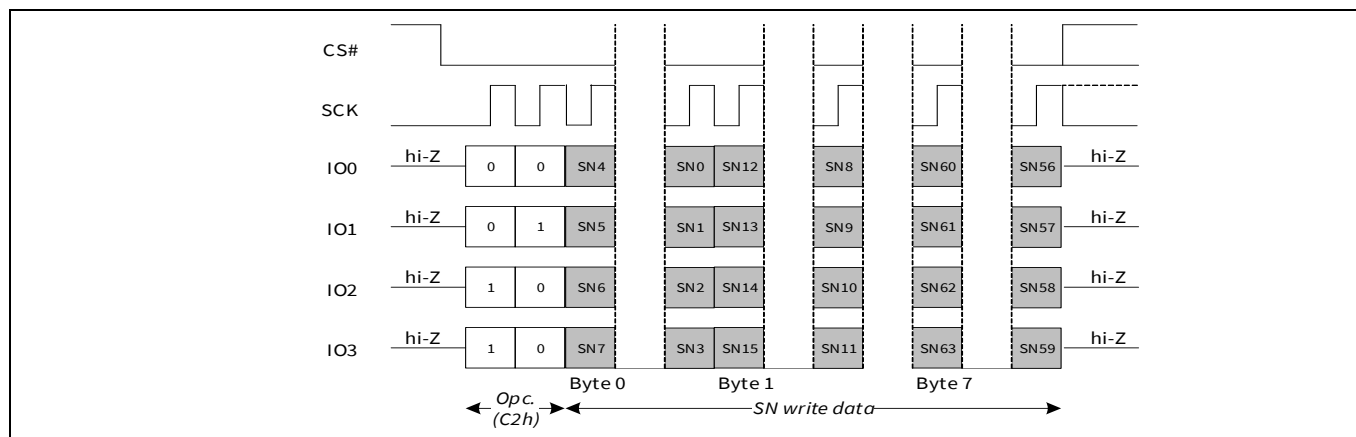 CS#
SCK
IO0 hi-Z 0 0 SN4 SN0 SN12 SN8 SN60 SN56 hi-Z
IO1 hi-Z 0 1 SN5 SN1 SN13 SN9 SN61 SN57 hi-Z
IO2 hi-Z 1 0 SN6 SN2 SN14 SN10 SN62 SN58 hi-Z
IO3 hi-Z 1 0 SN7 SN3 SN15 SN11 SN63 SN59 hi-Z
Byte 0 Byte 1 Byte 7
Opc. SN write data
(C2h)